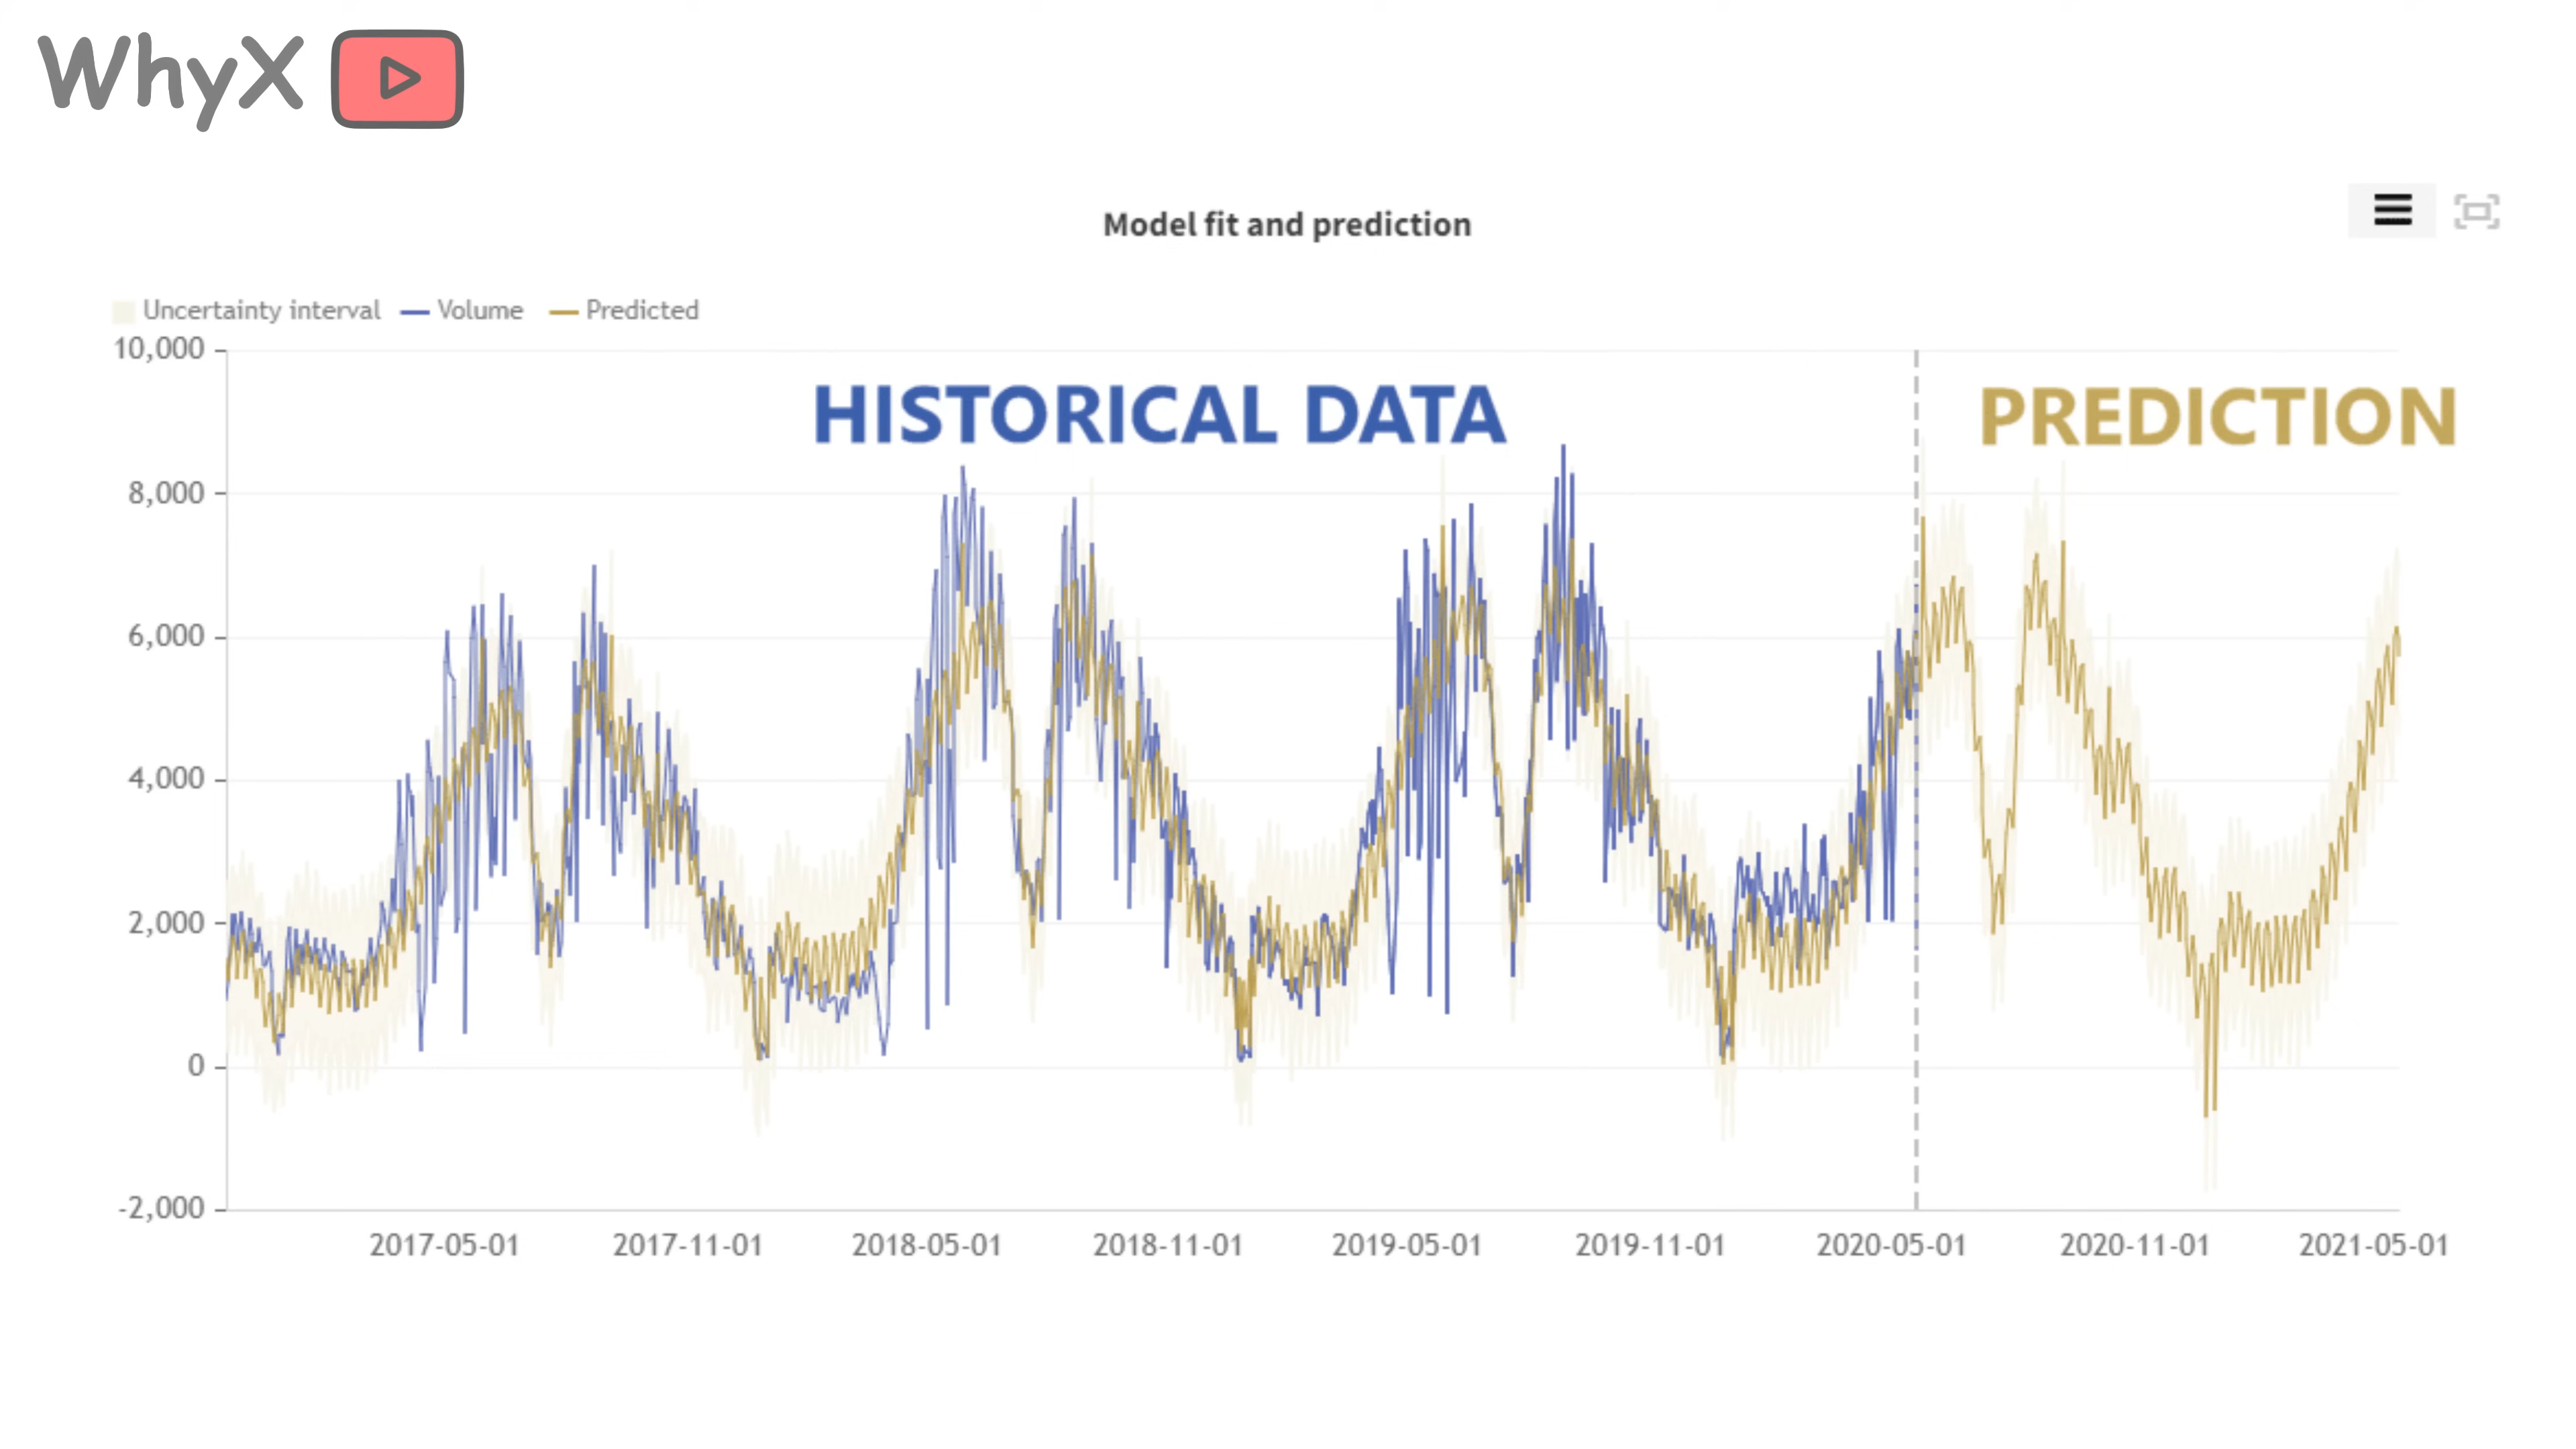 WhyX
Model fit and prediction
Uncertainty interval Volume Predicted
HISTORICAL DATA PREDICTION
10,000
8,000
6,000
4,000
2,000
0
-2,000
2017-05-01 2017-11-01 2018-05-01 2018-11-01 2019-05-01 2019-11-01 2020-05-01 2020-11-01 2021-05-01